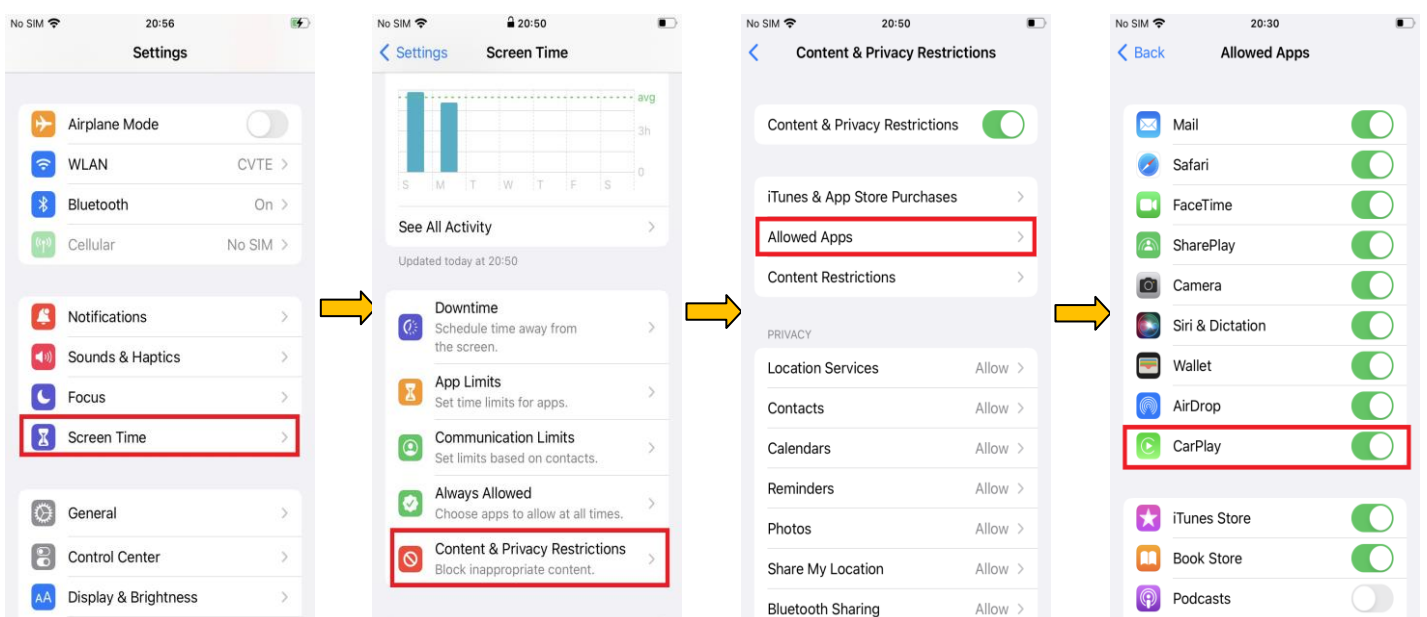 No SIM 20:56
Settings
Airplane Mode
WLAN CVTE
Bluetooth On
Cellular No SIM
Notifications
Sounds & Haptics
Focus
Screen Time
General
Control Center
AA Display & Brightness
No SIM 20:50
Settings Screen Time
avg
3h
0
S M T W T F S
See All Activity
Updated today at 20:50
Downtime
Schedule time away from
the screen.
App Limits
Set time limits for apps.
Communication Limits
Set limits based on contacts.
Always Allowed
Choose apps to allow at all times.
Content & Privacy Restrictions
Block inappropriate content.
No SIM 20:50
Content & Privacy Restrictions
Content & Privacy Restrictions
iTunes & App Store Purchases
Allowed Apps
Content Restrictions
PRIVACY
Location Services Allow
Contacts Allow
Calendars Allow
Reminders Allow
Photos Allow
Share My Location Allow
Bluetooth Sharing Allow
No SIM 20:30
Back Allowed Apps
Mail
Safari
FaceTime
SharePlay
Camera
Siri & Dictation
Wallet
AirDrop
CarPlay
iTunes Store
Book Store
Podcasts